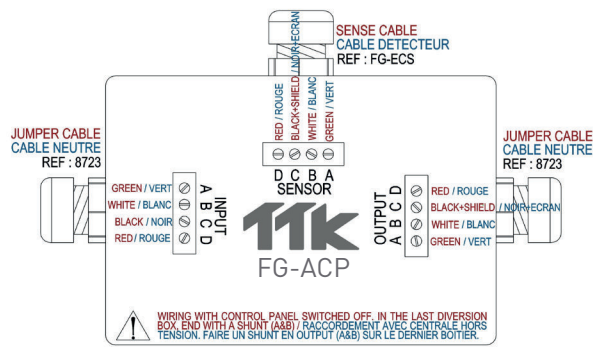 SENSE CABLE
CABLE DETECTEUR
REF : FG-ECS
RED / ROUGE
BLACK+SHIELD / NOIR+ECRAN
WHITE / BLANC
GREEN / VERT
D C B A
SENSOR
JUMPER CABLE
CABLE NEUTRE
REF : 8723
GREEN / VERT A
WHITE / BLANC B
BLACK / NOIR C
RED / ROUGE D
INPUT
TTK
FG-ACP
JUMPER CABLE
CABLE NEUTRE
REF : 8723
OUTPUT
D RED / ROUGE
C BLACK+SHIELD / NOIR+ECRAN
B WHITE / BLANC
A GREEN / VERT
WIRING WITH CONTROL PANEL SWITCHED OFF. IN THE LAST DIVERSION
BOX, END WITH A SHUNT (A&B) / RACCORDEMENT AVEC CENTRALE HORS
TENSION. FAIRE UN SHUNT EN OUTPUT (A&B) SUR LE DERNIER BOITIER.